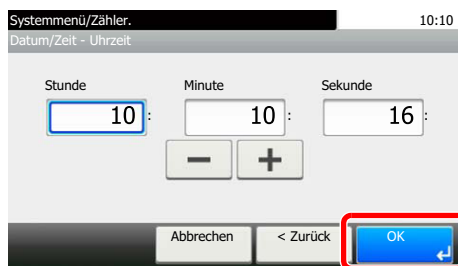 Systemmenü/Zähler. 10:10
Datum/Zeit - Uhrzeit
Stunde Minute Sekunde
10 : 10 : 16 :
− +
Abbrechen < Zurück OK